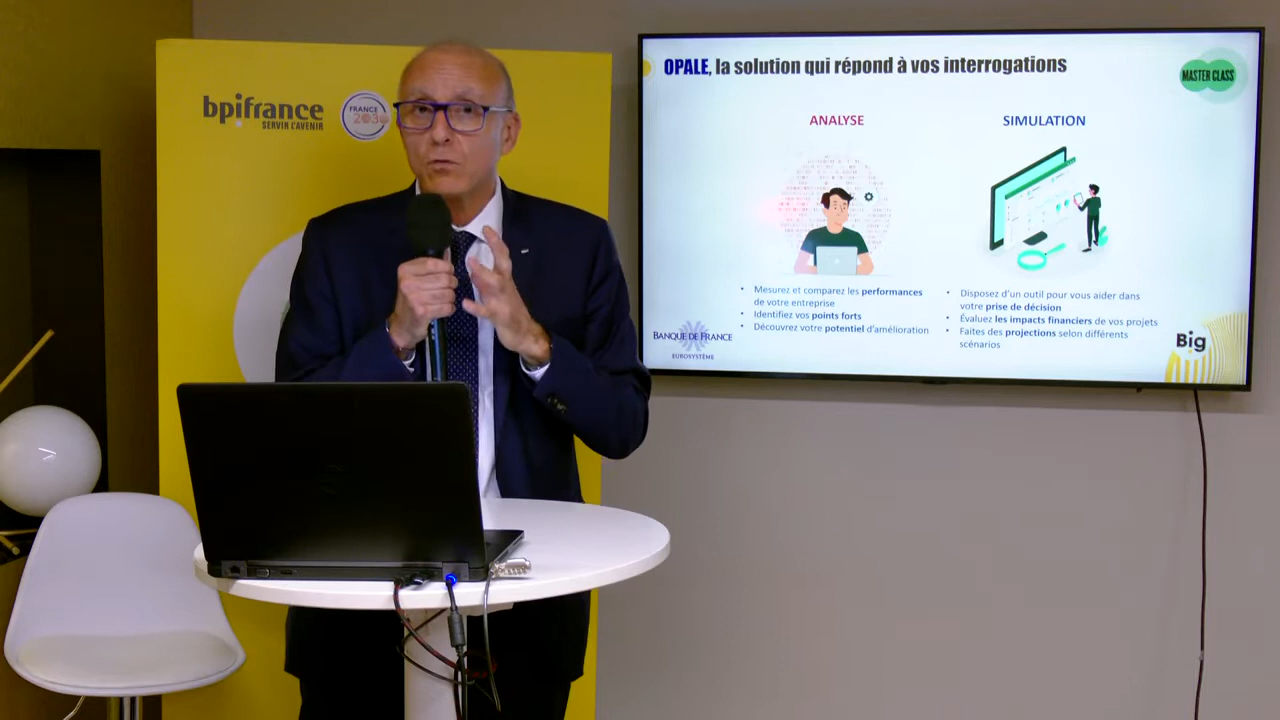 bpifrance
SERVIR L'AVENIR
FRANCE
2030
OPALE, la solution qui répond à vos interrogations
MASTER CLASS
ANALYSE
SIMULATION
• Mesurez et comparez les performances
de votre entreprise
• Identifiez vos points forts
• Découvrez votre potentiel d'amélioration
• Disposez d'un outil pour vous aider dans
votre prise de décision
• Évaluez les impacts financiers de vos projets
• Faites des projections selon différents
scénarios
BANQUE DE FRANCE
EUROSYSTÈME
Big